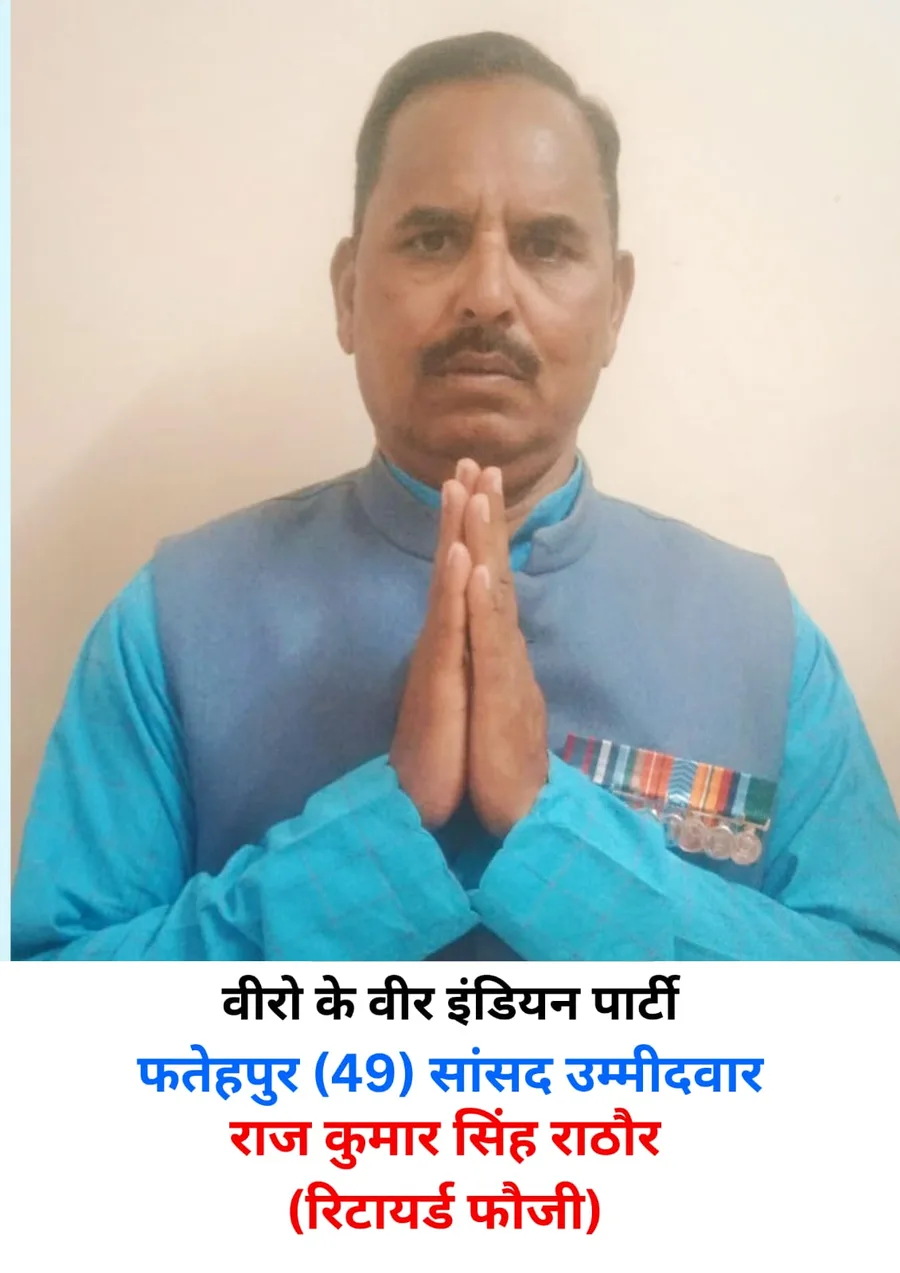 वीरो के वीर इंडियन पार्टी
फतेहपुर (49) सांसद उम्मीदवार
राज कुमार सिंह राठौर
(रिटायर्ड फौजी)